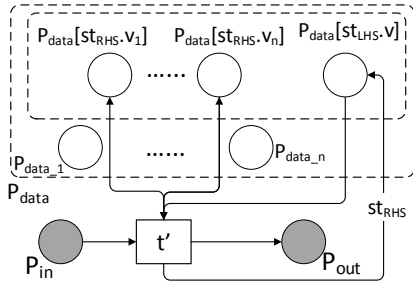 P_data[st_RHS.v_1] P_data[st_RHS.v_n] P_data[st_LHS.v]
......
P_data_1 ...... P_data_n
P_data
st_RHS
t'
P_in P_out